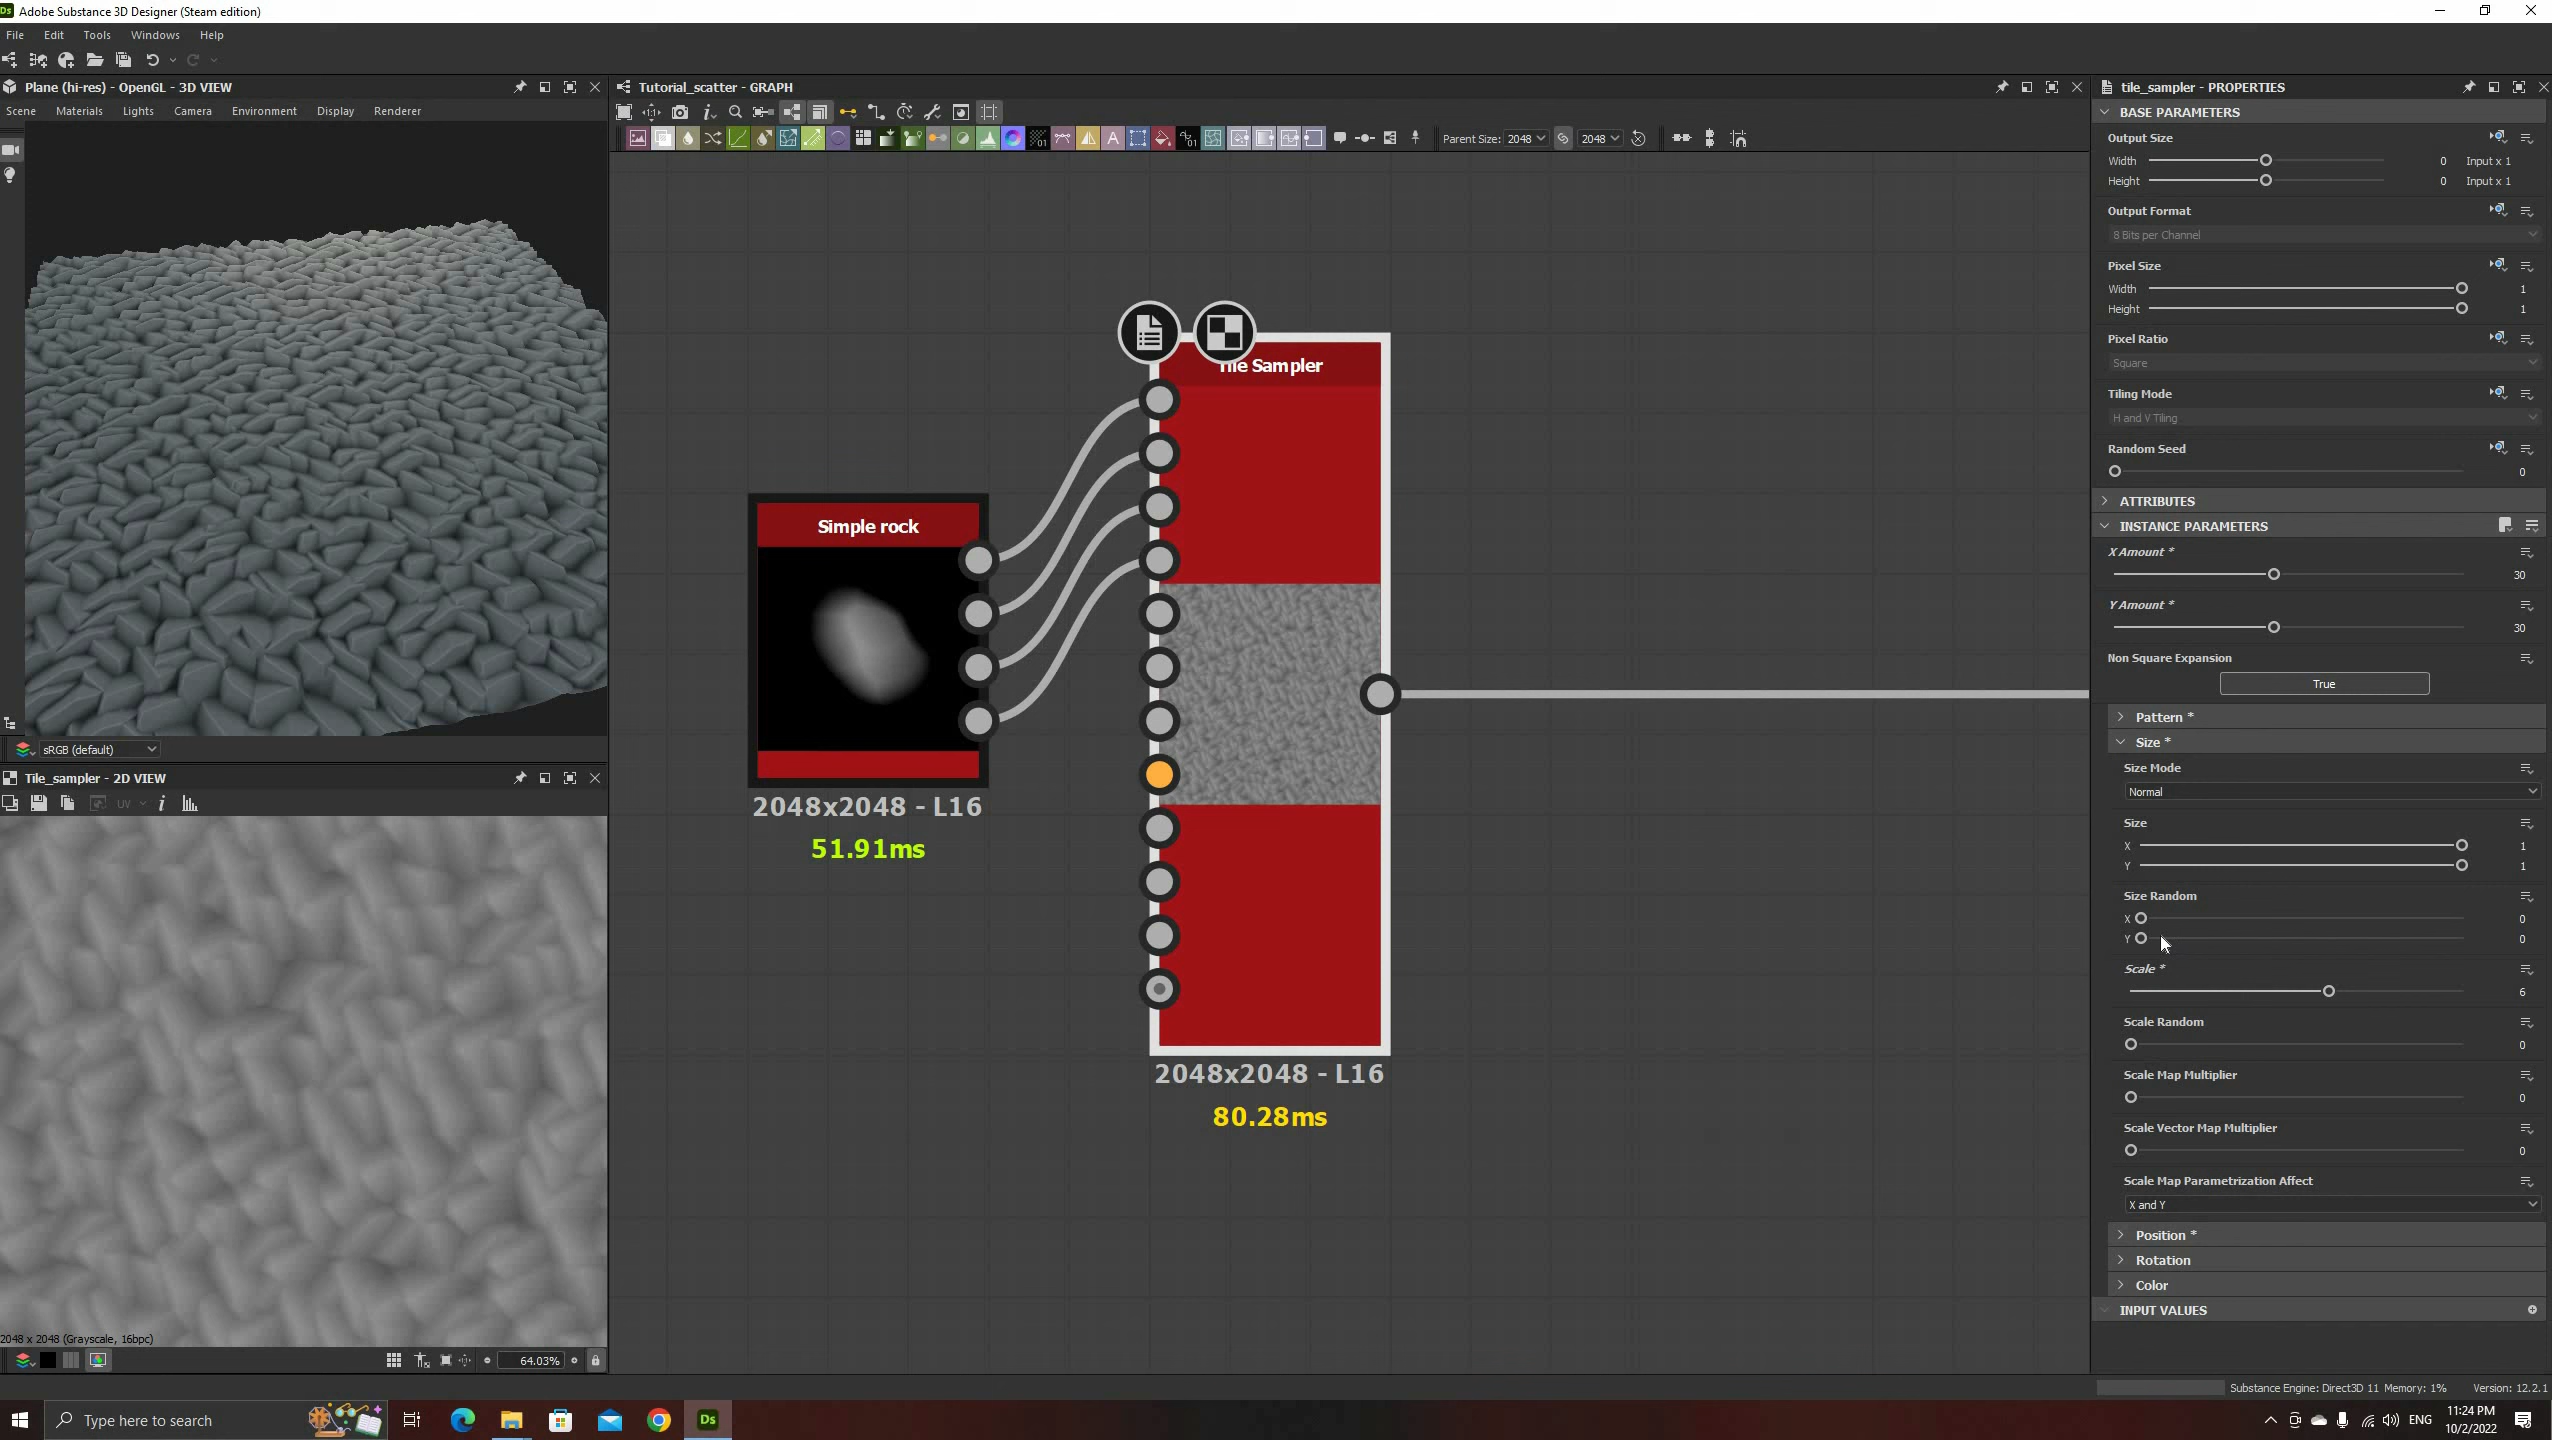 Ds Adobe Substance 3D Designer (Steam edition)
File Edit Tools Windows Help
Plane (hi-res) - OpenGL - 3D VIEW
Scene Materials Lights Camera Environment Display Renderer
sRGB (default)
Tile_sampler - 2D VIEW
UV
2048 x 2048 (Grayscale, 16bpc)
64.03%
Tutorial_scatter - GRAPH
Parent Size: 2048 2048
Simple rock
2048x2048 - L16
51.91ms
Tile Sampler
2048x2048 - L16
80.28ms
tile_sampler - PROPERTIES
BASE PARAMETERS
Output Size
Width 0 Input x 1
Height 0 Input x 1
Output Format
8 Bits per Channel
Pixel Size
Width 1
Height 1
Pixel Ratio
Square
Tiling Mode
H and V Tiling
Random Seed
0
ATTRIBUTES
INSTANCE PARAMETERS
X Amount *
30
Y Amount *
30
Non Square Expansion
True
Pattern *
Size *
Size Mode
Normal
Size
X 1
Y 1
Size Random
X 0
Y 0
Scale *
6
Scale Random
0
Scale Map Multiplier
0
Scale Vector Map Multiplier
0
Scale Map Parametrization Affect
X and Y
Position *
Rotation
Color
INPUT VALUES
Substance Engine: Direct3D 11 Memory: 1% Version: 12.2.1
Type here to search
Ds
ENG
11:24 PM
10/2/2022